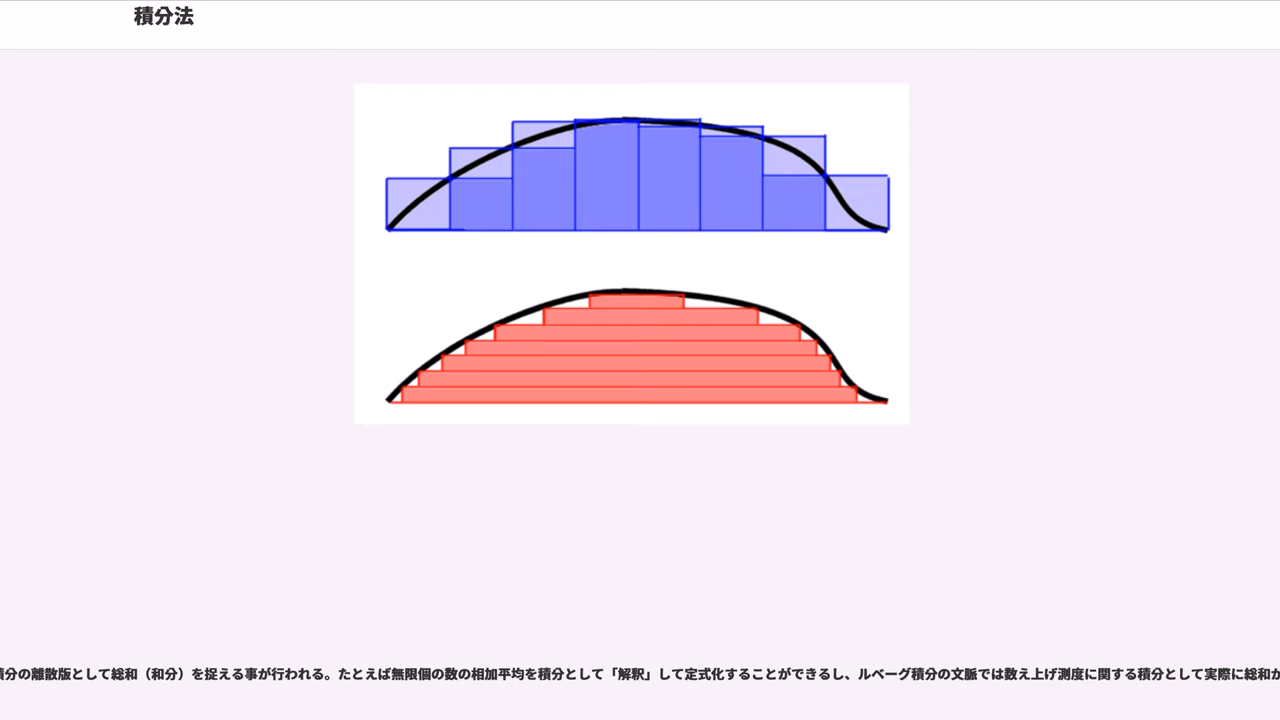 積分法
積分の離散版として総和（和分）を捉える事が行われる。たとえば無限個の数の相加平均を積分として「解釈」して定式化することができるし、ルベーグ積分の文脈では数え上げ測度に関する積分として実際に総和が